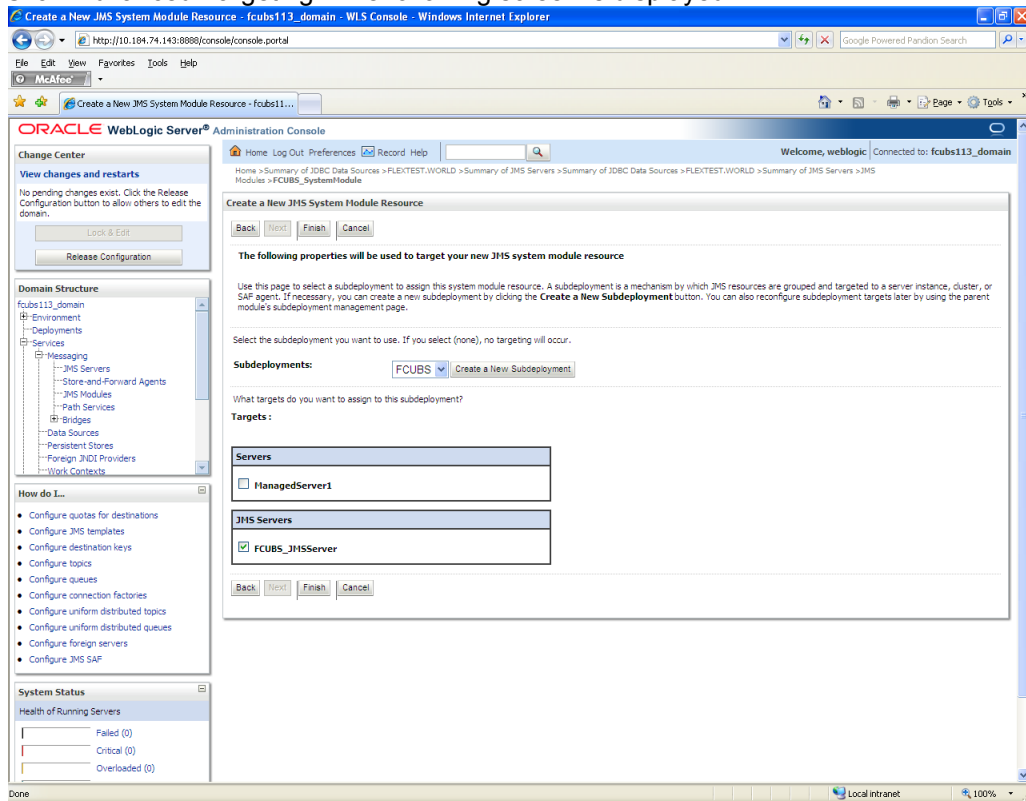 Create a New JMS System Module Resource - fcubs113_domain - WLS Console - Windows Internet Explorer
http://10.184.74.143:8888/console/console.portal
Google Powered Pandion Search
File Edit View Favorites Tools Help
McAfee
Create a New JMS System Module Resource - fcubs11...
Page Tools
ORACLE WebLogic Server® Administration Console
Change Center
View changes and restarts
No pending changes exist. Click the Release
Configuration button to allow others to edit the
domain.
Lock & Edit
Release Configuration
Domain Structure
fcubs113_domain
Environment
Deployments
Services
Messaging
JMS Servers
Store-and-Forward Agents
JMS Modules
Path Services
Bridges
Data Sources
Persistent Stores
Foreign JNDI Providers
Work Contexts
How do I...
Configure quotas for destinations
Configure JMS templates
Configure destination keys
Configure topics
Configure queues
Configure connection factories
Configure uniform distributed topics
Configure uniform distributed queues
Configure foreign servers
Configure JMS SAF
System Status
Health of Running Servers
Failed (0)
Critical (0)
Overloaded (0)
Home Log Out Preferences Record Help
Welcome, weblogic Connected to: fcubs113_domain
Home >Summary of JDBC Data Sources >FLEXTEST.WORLD >Summary of JMS Servers >Summary of JDBC Data Sources >FLEXTEST.WORLD >Summary of JMS Servers >JMS
Modules >FCUBS_SystemModule
Create a New JMS System Module Resource
Back Next Finish Cancel
The following properties will be used to target your new JMS system module resource
Use this page to select a subdeployment to assign this system module resource. A subdeployment is a mechanism by which JMS resources are grouped and targeted to a server instance, cluster, or
SAF agent. If necessary, you can create a new subdeployment by clicking the Create a New Subdeployment button. You can also reconfigure subdeployment targets later by using the parent
module's subdeployment management page.
Select the subdeployment you want to use. If you select (none), no targeting will occur.
Subdeployments: FCUBS Create a New Subdeployment
What targets do you want to assign to this subdeployment?
Targets :
Servers
ManagedServer1
JMS Servers
FCUBS_JMSServer
Back Next Finish Cancel
Done
Local intranet
100%